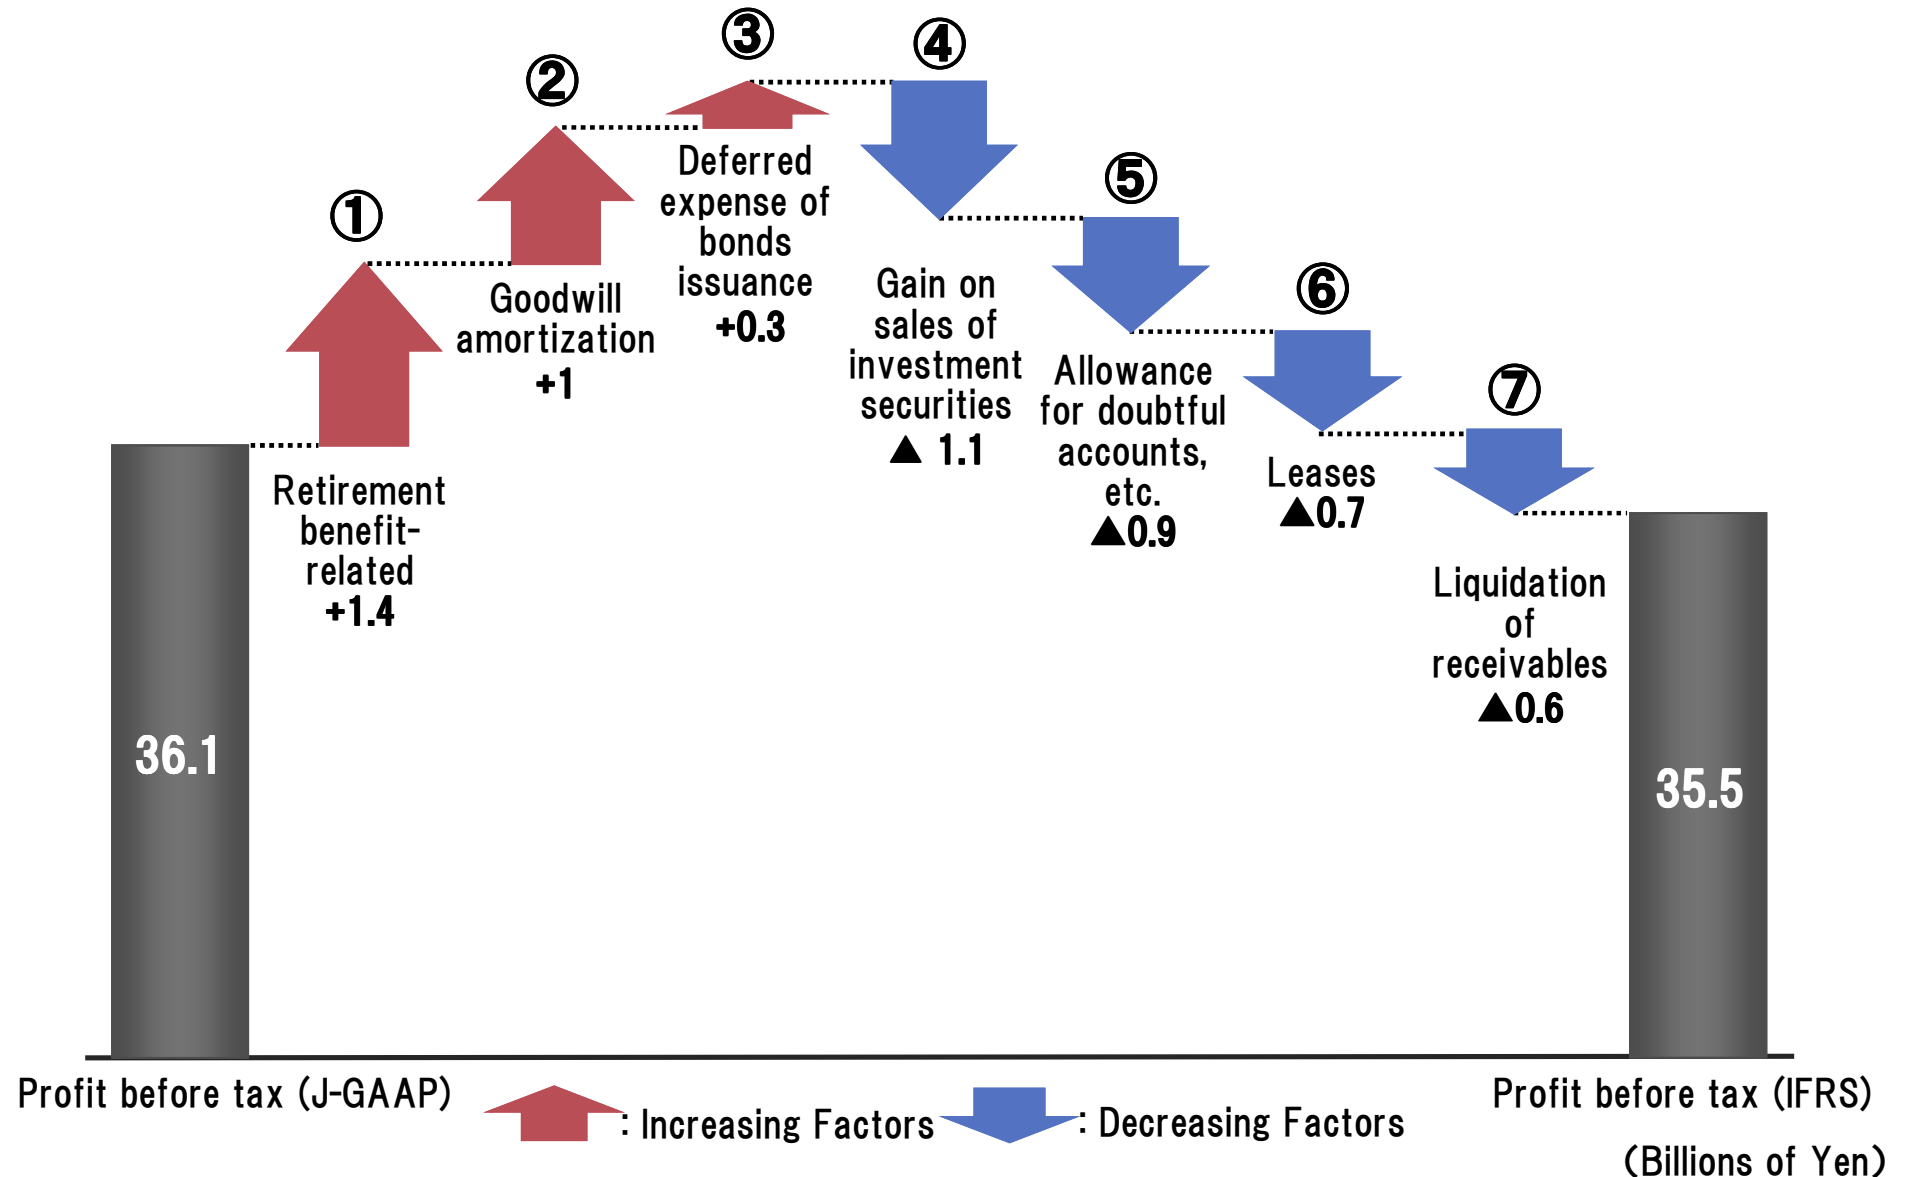 ①
Retirement
benefit-
related
+1.4
②
Goodwill
amortization
+1
③
Deferred
expense of
bonds
issuance
+0.3
④
Gain on
sales of
investment
securities
▲ 1.1
⑤
Allowance
for doubtful
accounts,
etc.
▲0.9
⑥
Leases
▲0.7
⑦
Liquidation
of
receivables
▲0.6
36.1
35.5
Profit before tax (J-GAAP)
: Increasing Factors
: Decreasing Factors
Profit before tax (IFRS)
(Billions of Yen)